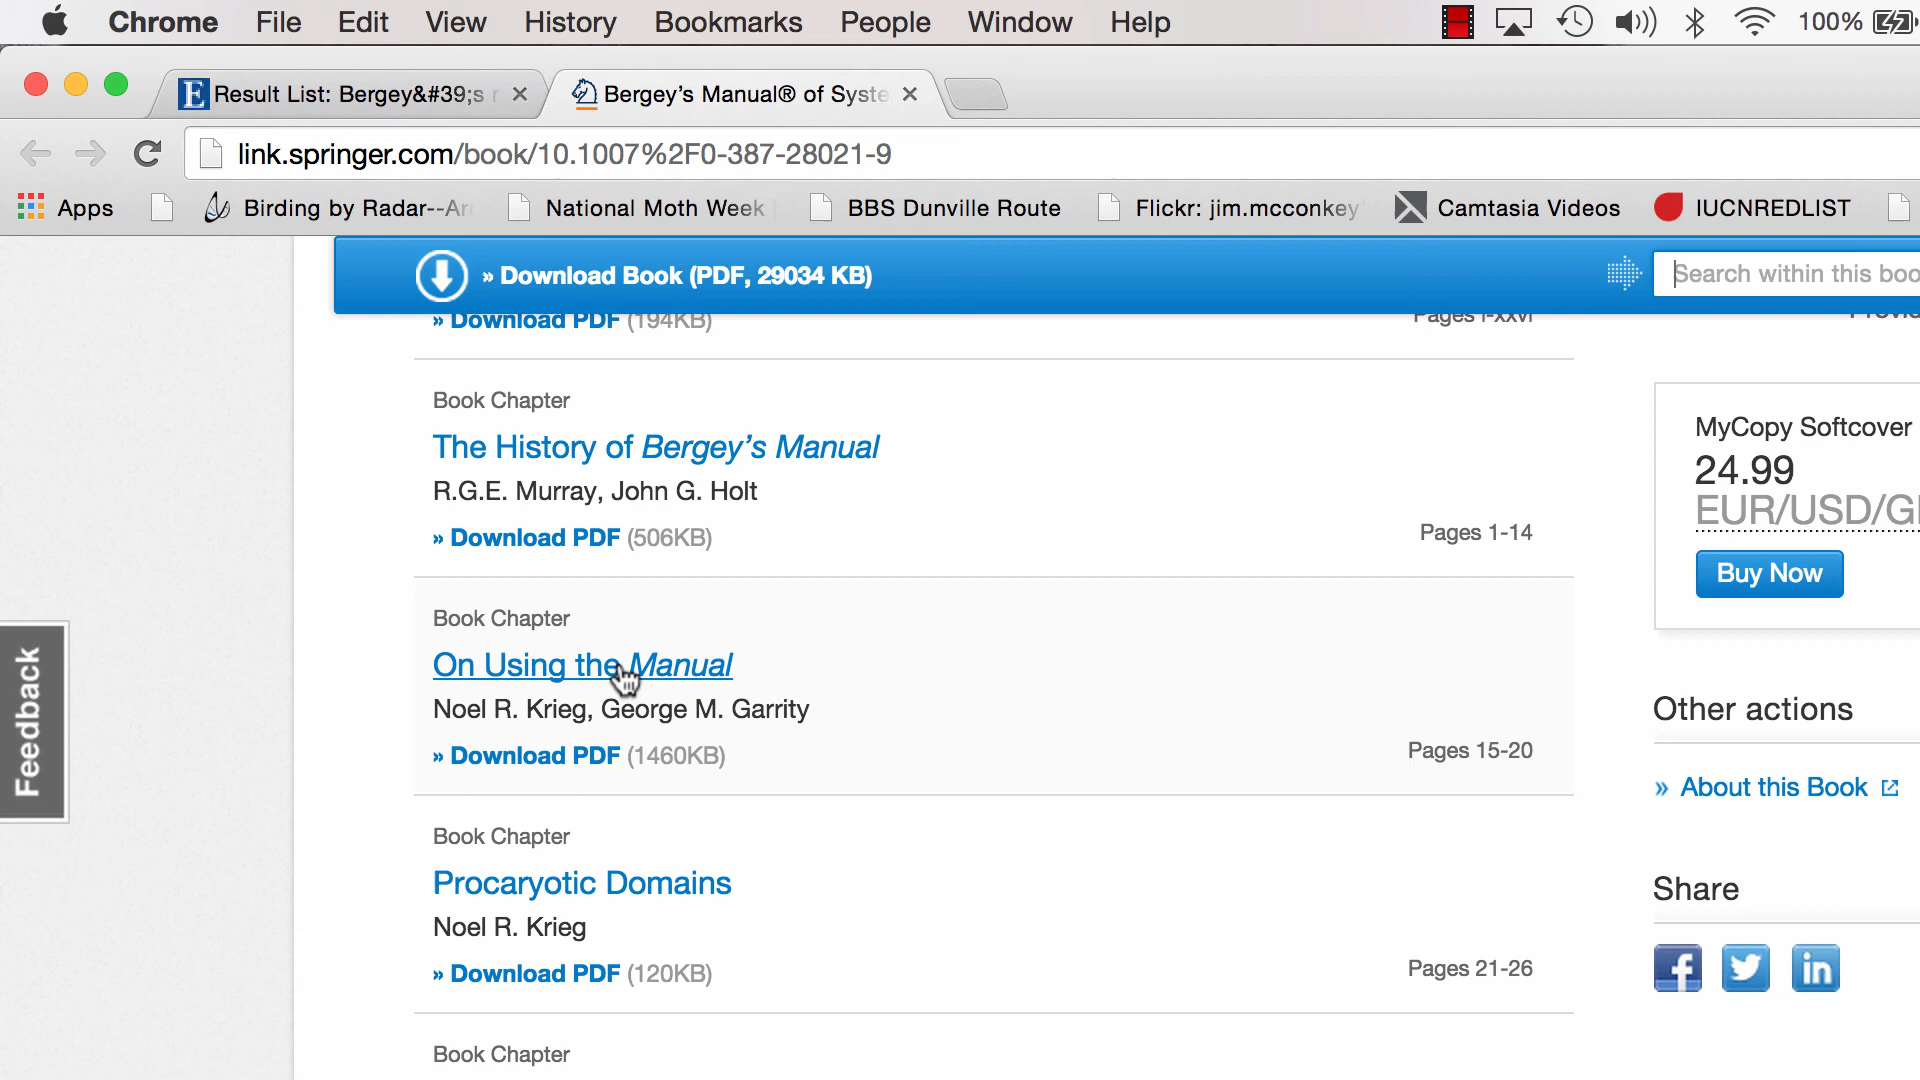 Chrome File Edit View History Bookmarks People Window Help 100%
Result List: Bergey&#39;s r
Bergey's Manual® of Syste
link.springer.com/book/10.1007%2F0-387-28021-9
Apps Birding by Radar--Ar National Moth Week BBS Dunville Route Flickr: jim.mcconkey Camtasia Videos IUCNREDLIST
» Download Book (PDF, 29034 KB)
Search within this boo
» Download PDF (194KB)
Pages i-xxvi
Book Chapter
The History of Bergey's Manual
R.G.E. Murray, John G. Holt
» Download PDF (506KB)
Pages 1-14
Book Chapter
On Using the Manual
Noel R. Krieg, George M. Garrity
» Download PDF (1460KB)
Pages 15-20
Book Chapter
Procaryotic Domains
Noel R. Krieg
» Download PDF (120KB)
Pages 21-26
Book Chapter
MyCopy Softcover
24.99
EUR/USD/G
Buy Now
Other actions
» About this Book
Share
Feedback